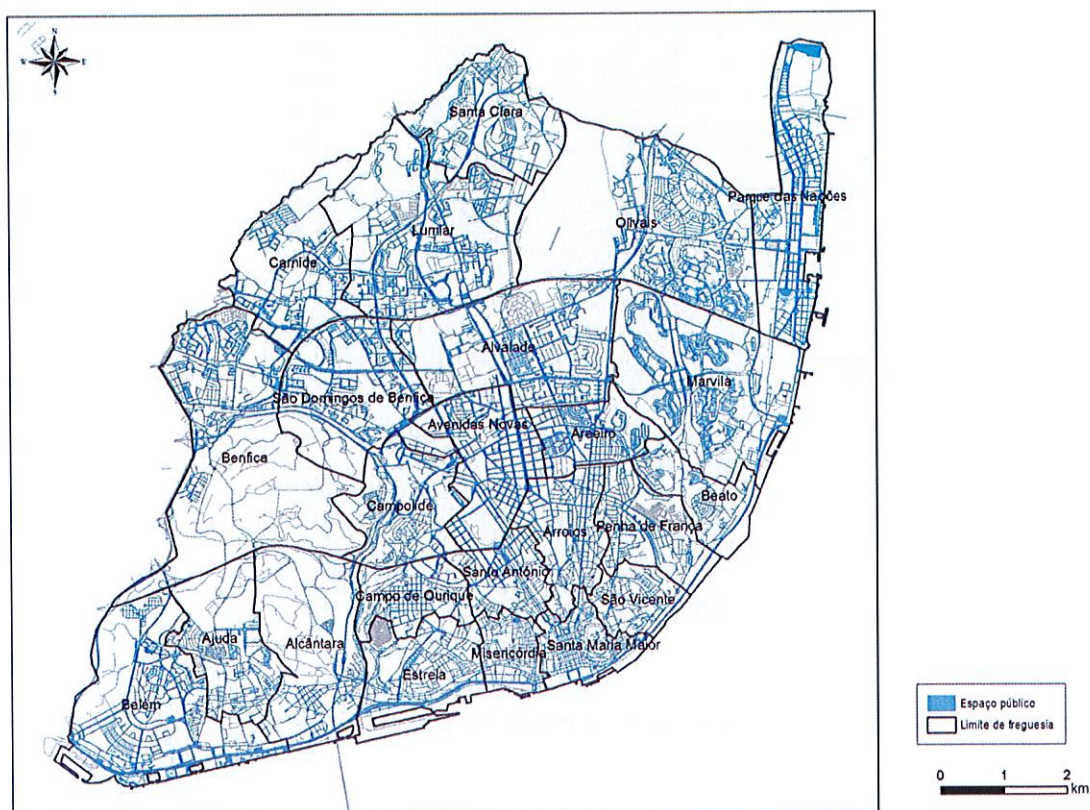 N
W E
S
Santa Clara
Parque das Nações
Olivais
Lumiar
Carnide
Alvalade
Marvila
São Domingos de Benfica
Avenidas Novas
Areeiro
Benfica
Beato
Campolide
Penha de França
Arroios
Santo António
Campo de Ourique
São Vicente
Ajuda
Alcântara
Misericórdia
Santa Maria Maior
Estrela
Belém
Espaço público
Limite de freguesia
0 1 2
km